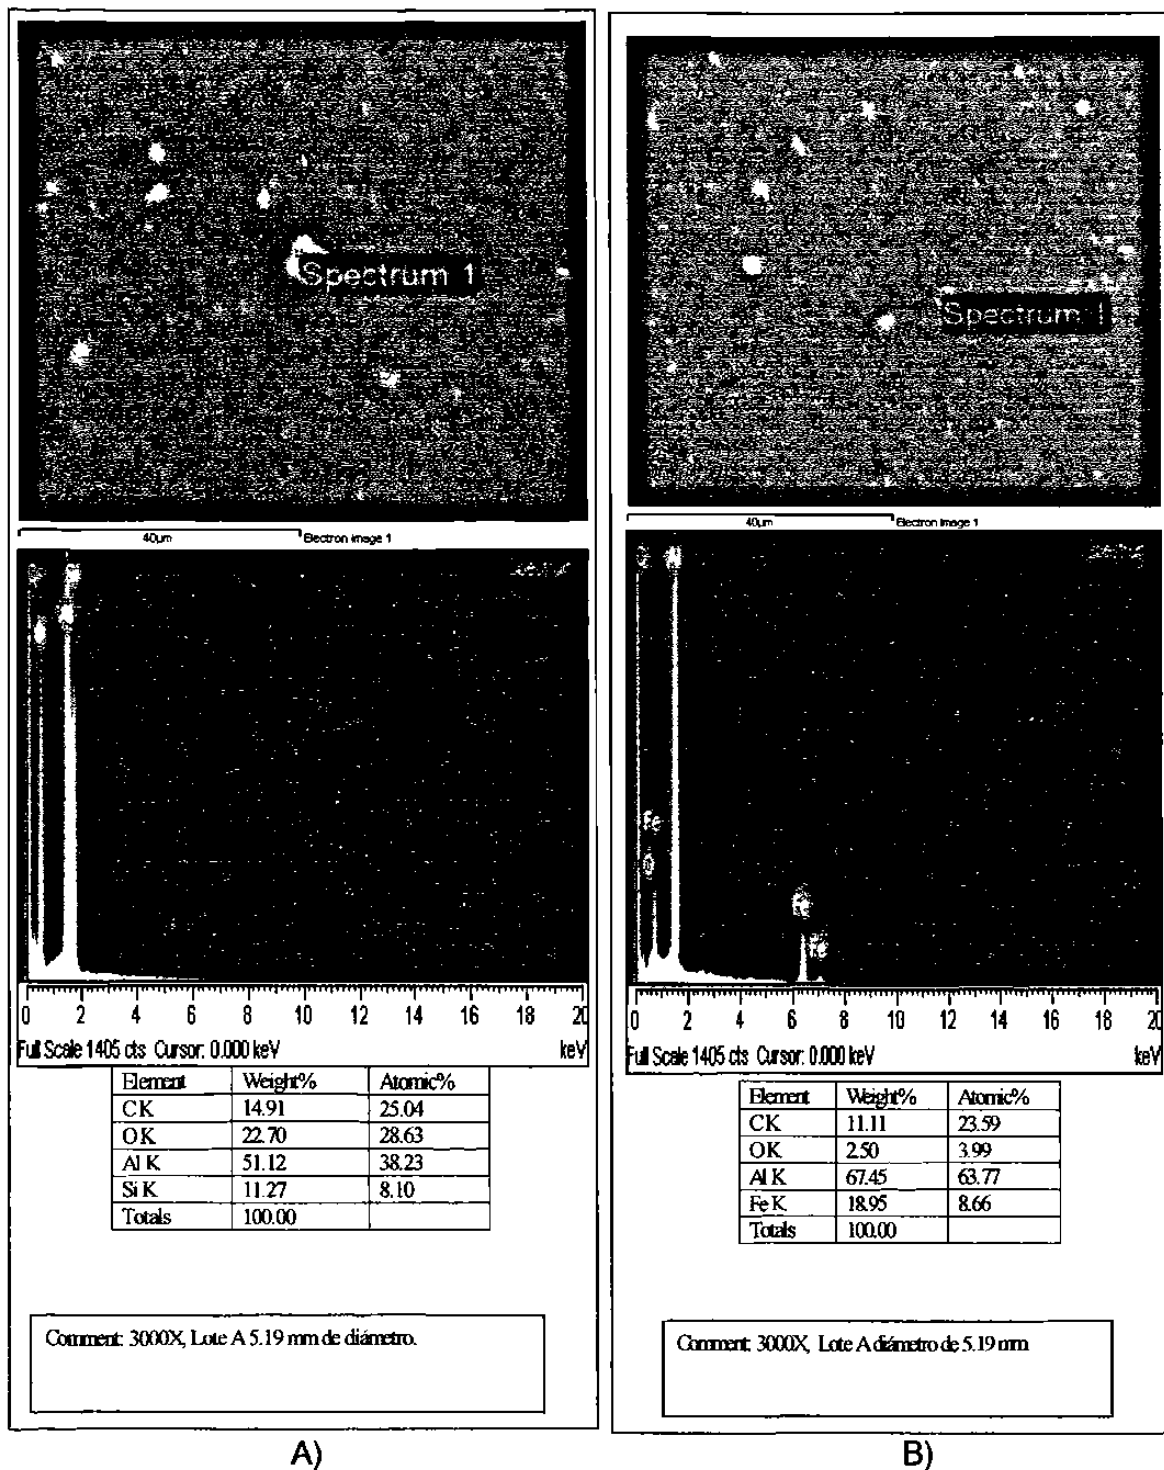 Spectrum 1
40µm
Electron Image 1
0 2 4 6 8 10 12 14 16 18 20
Full Scale 1405 cts Cursor: 0.000 keV
keV
Element Weight% Atomic%
C K 14.91 25.04
O K 22.70 28.63
Al K 51.12 38.23
Si K 11.27 8.10
Totals 100.00
Comment: 3000X, Lote A 5.19 mm de diámetro.
A)
Spectrum 1
40µm
Electron Image 1
Fe
Fe
0 2 4 6 8 10 12 14 16 18 20
Full Scale 1405 cts Cursor: 0.000 keV
keV
Element Weight% Atomic%
C K 11.11 23.59
O K 2.50 3.99
Al K 67.45 63.77
Fe K 18.95 8.66
Totals 100.00
Comment: 3000X, Lote A diámetro de 5.19 mm
B)